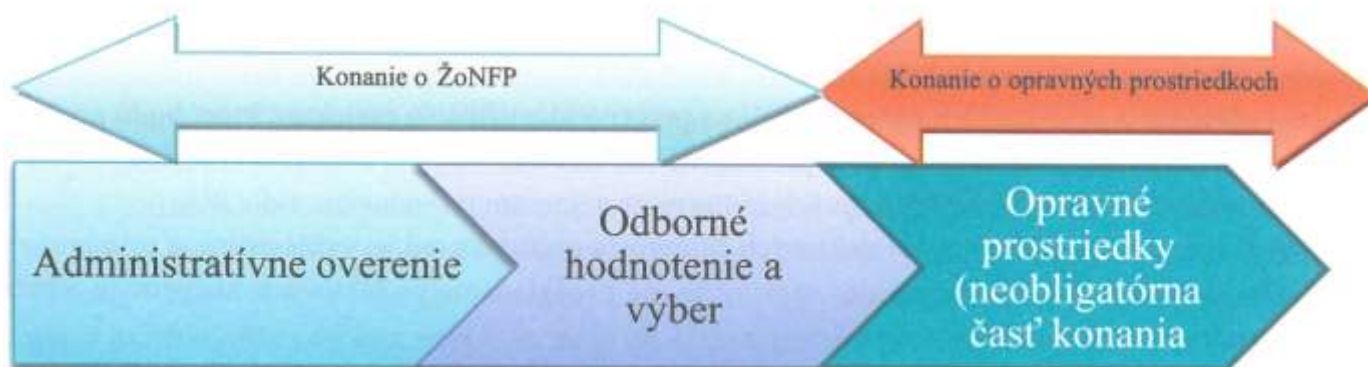 Konanie o ŽoNFP
Konanie o opravných prostriedkoch
Administratívne overenie
Odborné
hodnotenie a
výber
Opravné
prostriedky
(neobligatórna
časť konania